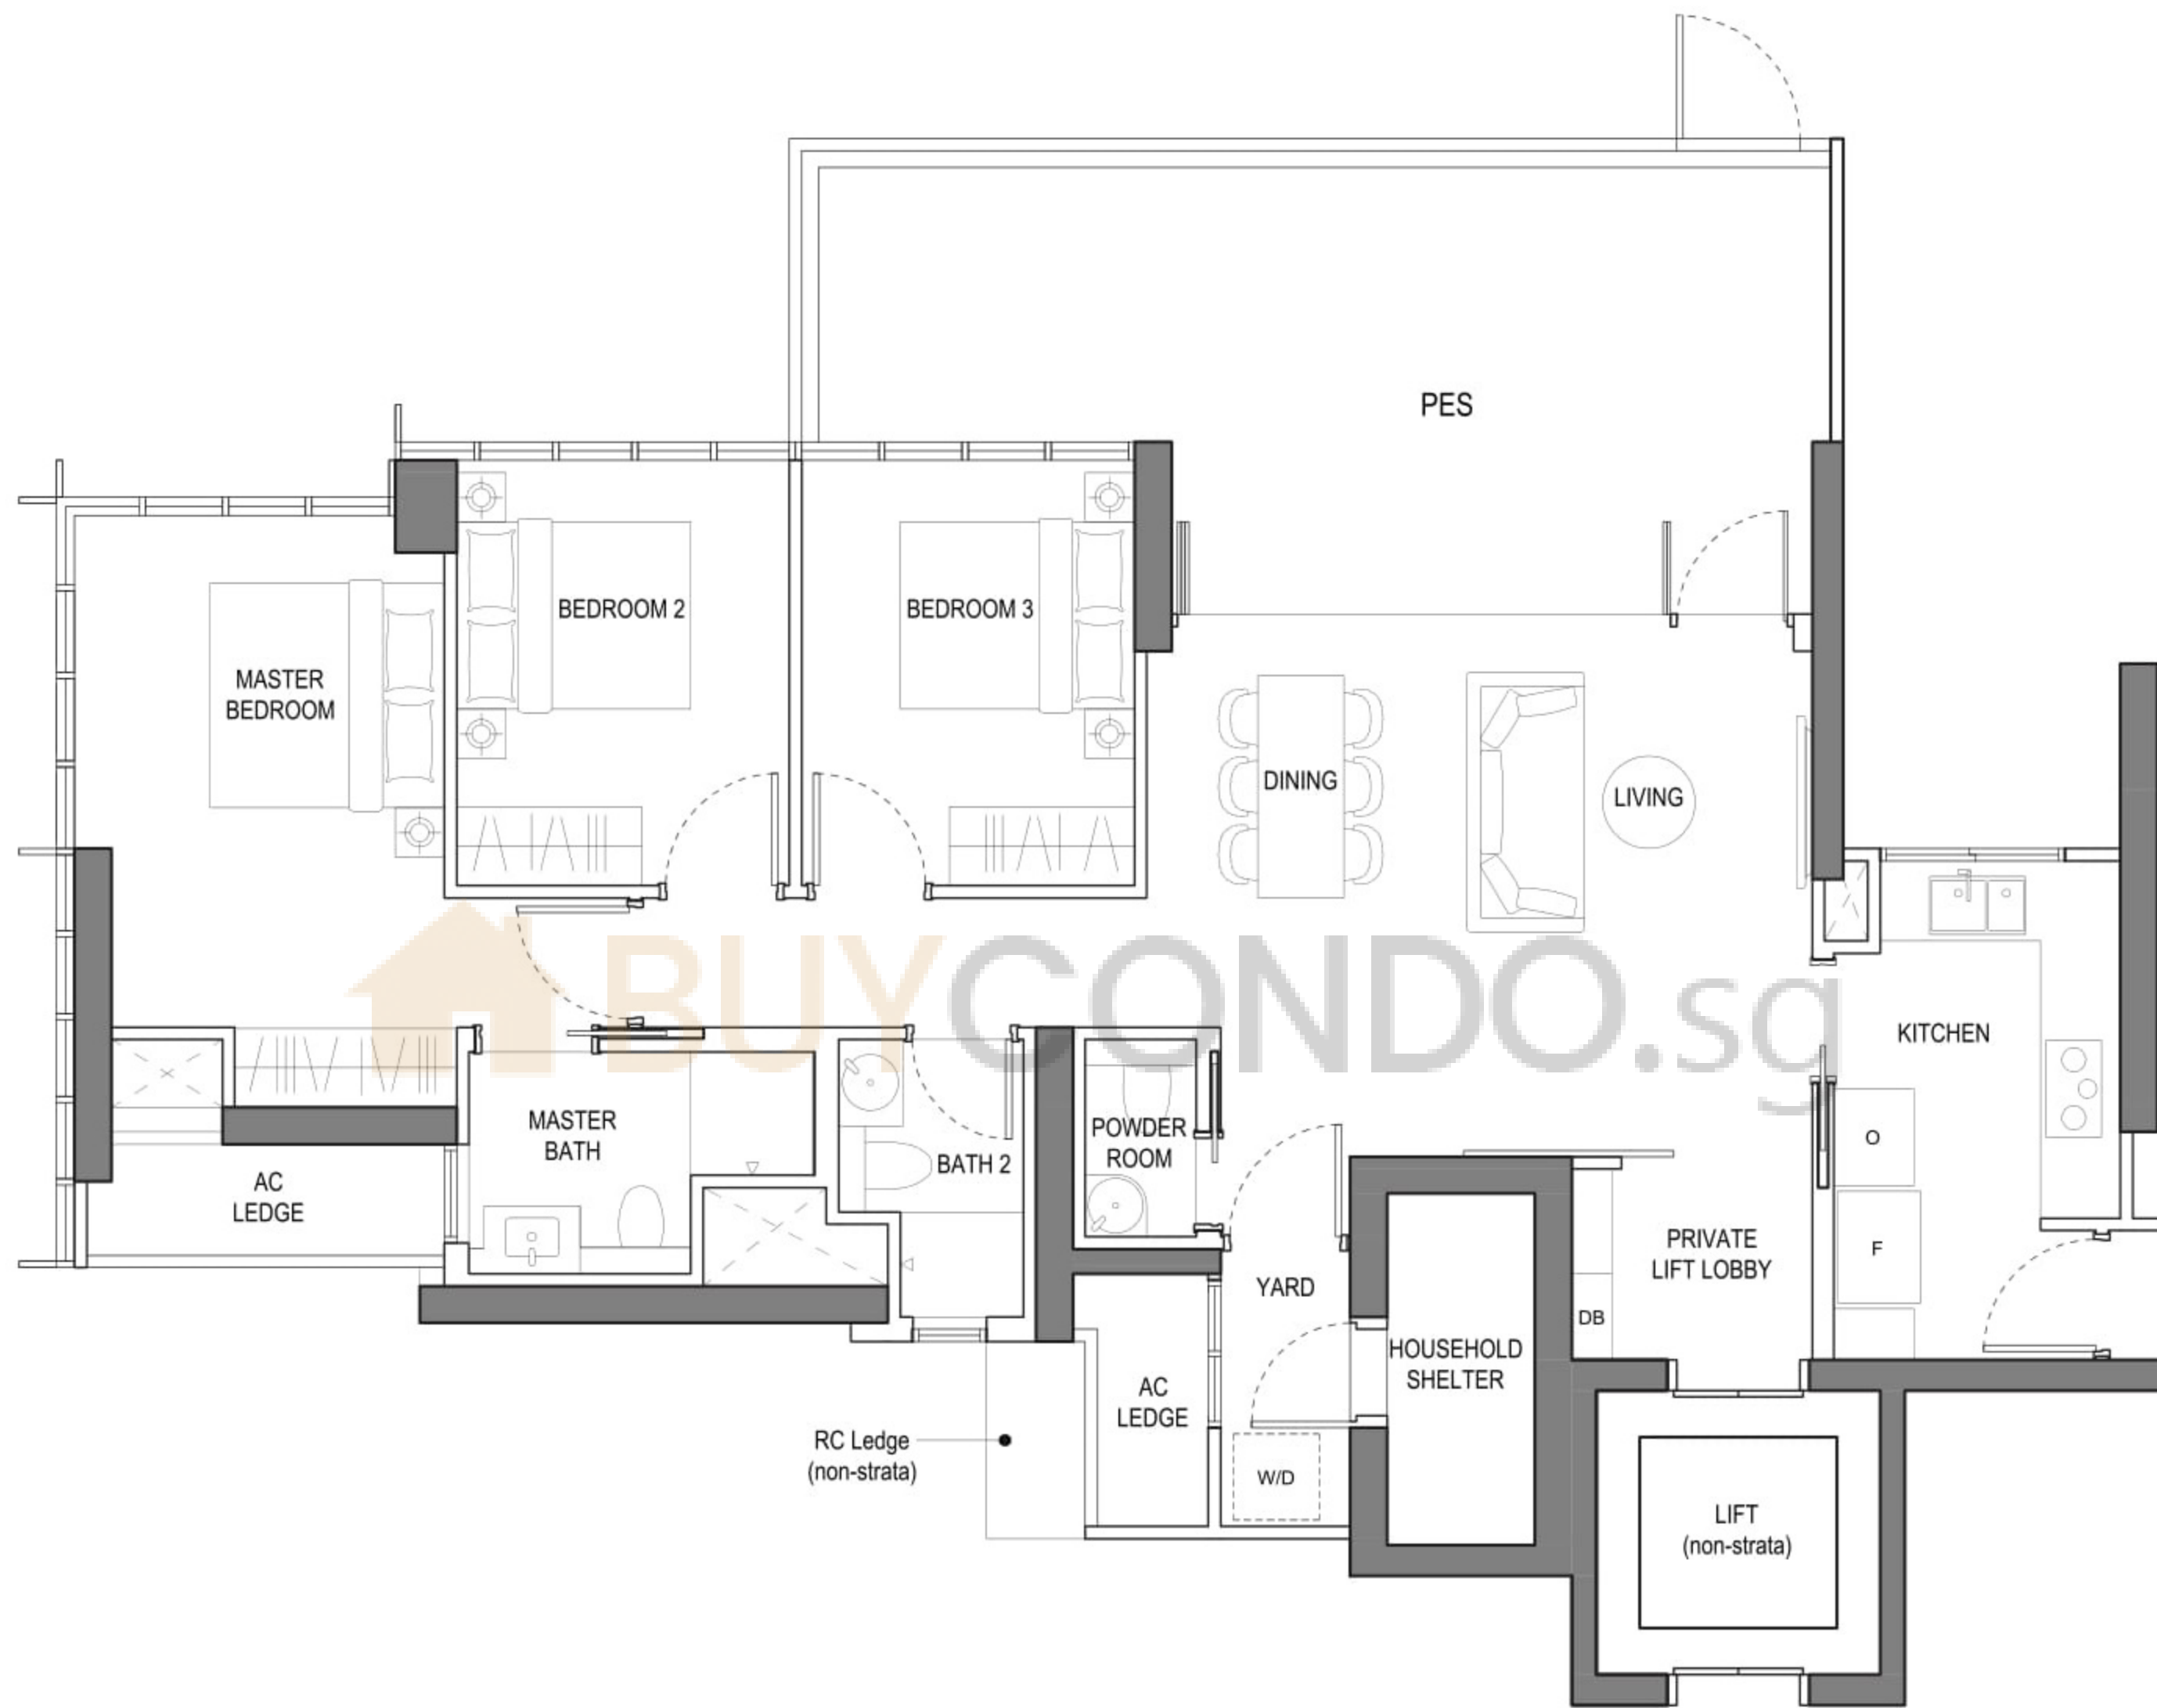 PES
BEDROOM 2
BEDROOM 3
MASTER
BEDROOM
DINING
LIVING
BUYCONDO.sg
KITCHEN
MASTER
BATH
POWDER
ROOM
BATH 2
O
AC
LEDGE
PRIVATE
LIFT LOBBY
F
YARD
DB
HOUSEHOLD
SHELTER
AC
LEDGE
RC Ledge
(non-strata)
W/D
LIFT
(non-strata)